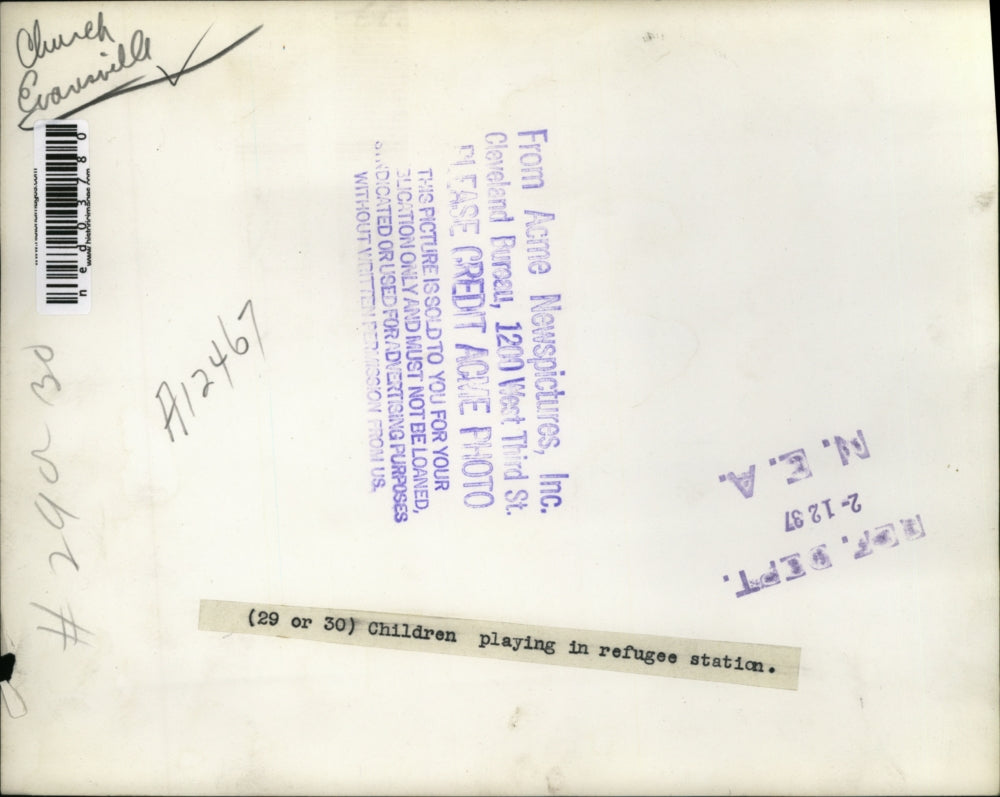 Church
Evansville
ned03780
A12467
# 29 or 30
From Acme Newspictures, Inc.
Cleveland Bureau, 1200 West Third St.
PLEASE CREDIT ACME PHOTO
THIS PICTURE IS SOLD TO YOU FOR YOUR
PUBLICATION ONLY AND MUST NOT BE LOANED,
SYNDICATED OR USED FOR ADVERTISING PURPOSES
WITHOUT WRITTEN PERMISSION FROM US.
REF. DEPT.
2-12 37
N. E. A.
(29 or 30) Children playing in refugee station.